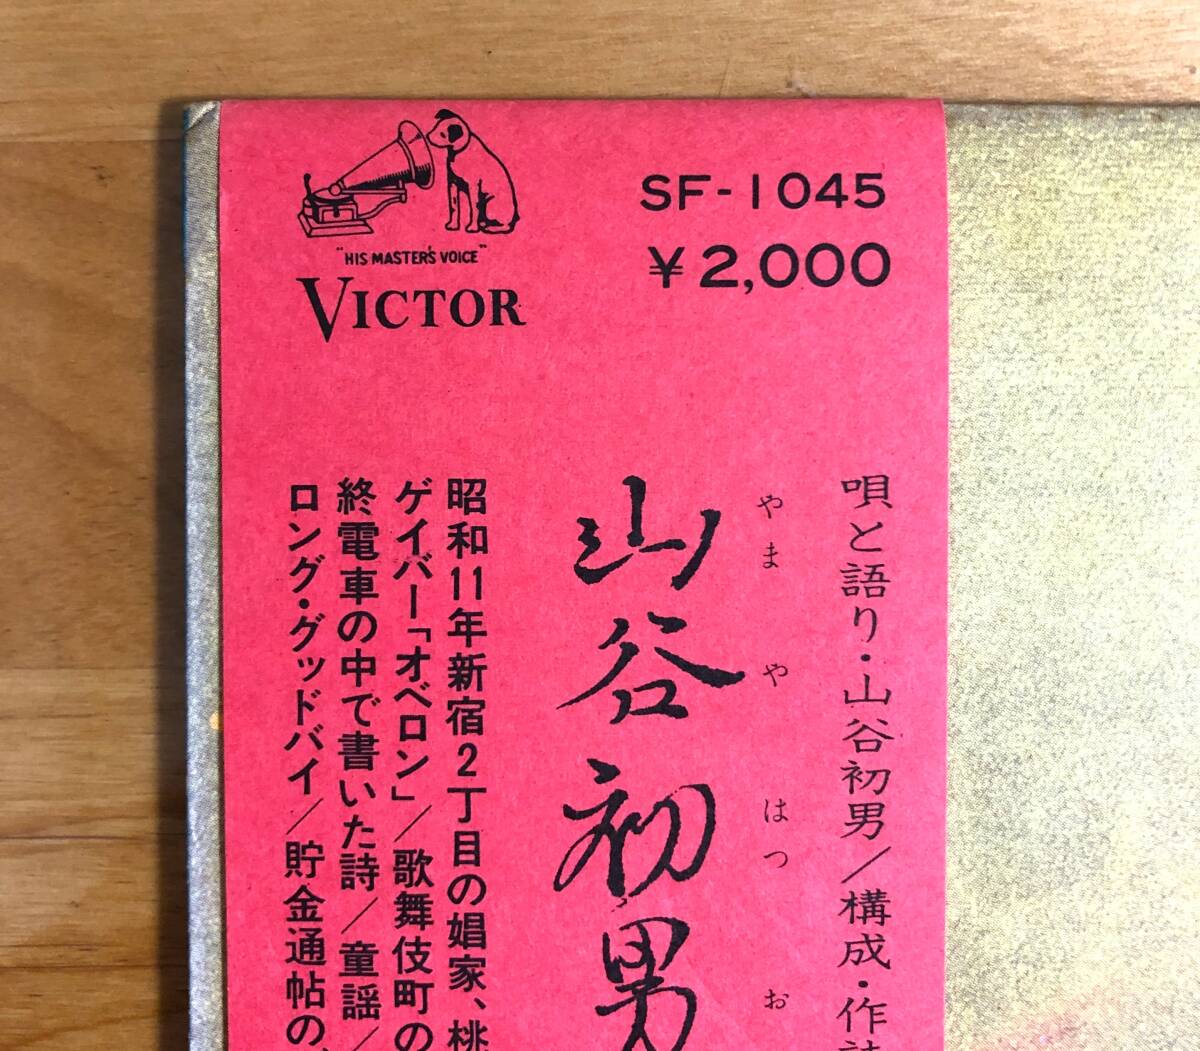 "HIS MASTER'S VOICE"
VICTOR
SF-1045
¥2,000
唄と語り・山谷初男/構成・作詩
やまや はつお
山谷初男
昭和11年新宿2丁目の娼家、桃
ゲイバー「オベロン」/歌舞伎町の
終電車の中で書いた詩/童謡/
ロング・グッドバイ/貯金通帖の